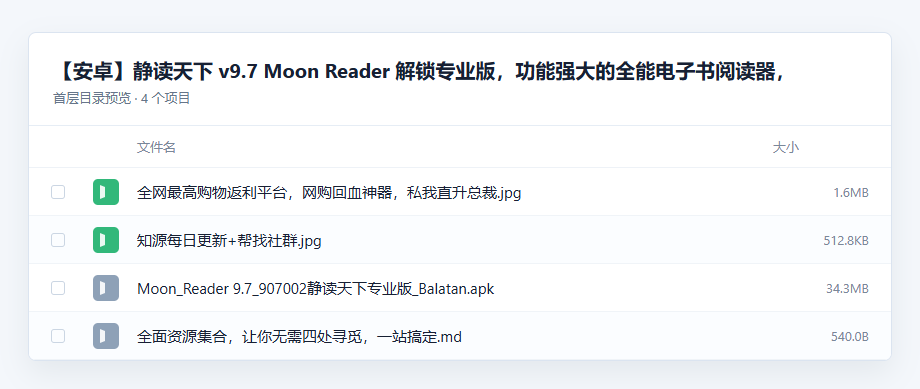 【安卓】静读天下 v9.7 Moon Reader 解锁专业版，功能强大的全能电子书阅读器，
首层目录预览 · 4 个项目
文件名 大小
全网最高购物返利平台，网购回血神器，私我直升总裁.jpg 1.6MB
知源每日更新+帮找社群.jpg 512.8KB
Moon_Reader 9.7_907002静读天下专业版_Balatan.apk 34.3MB
全面资源集合，让你无需四处寻觅，一站搞定.md 540.0B